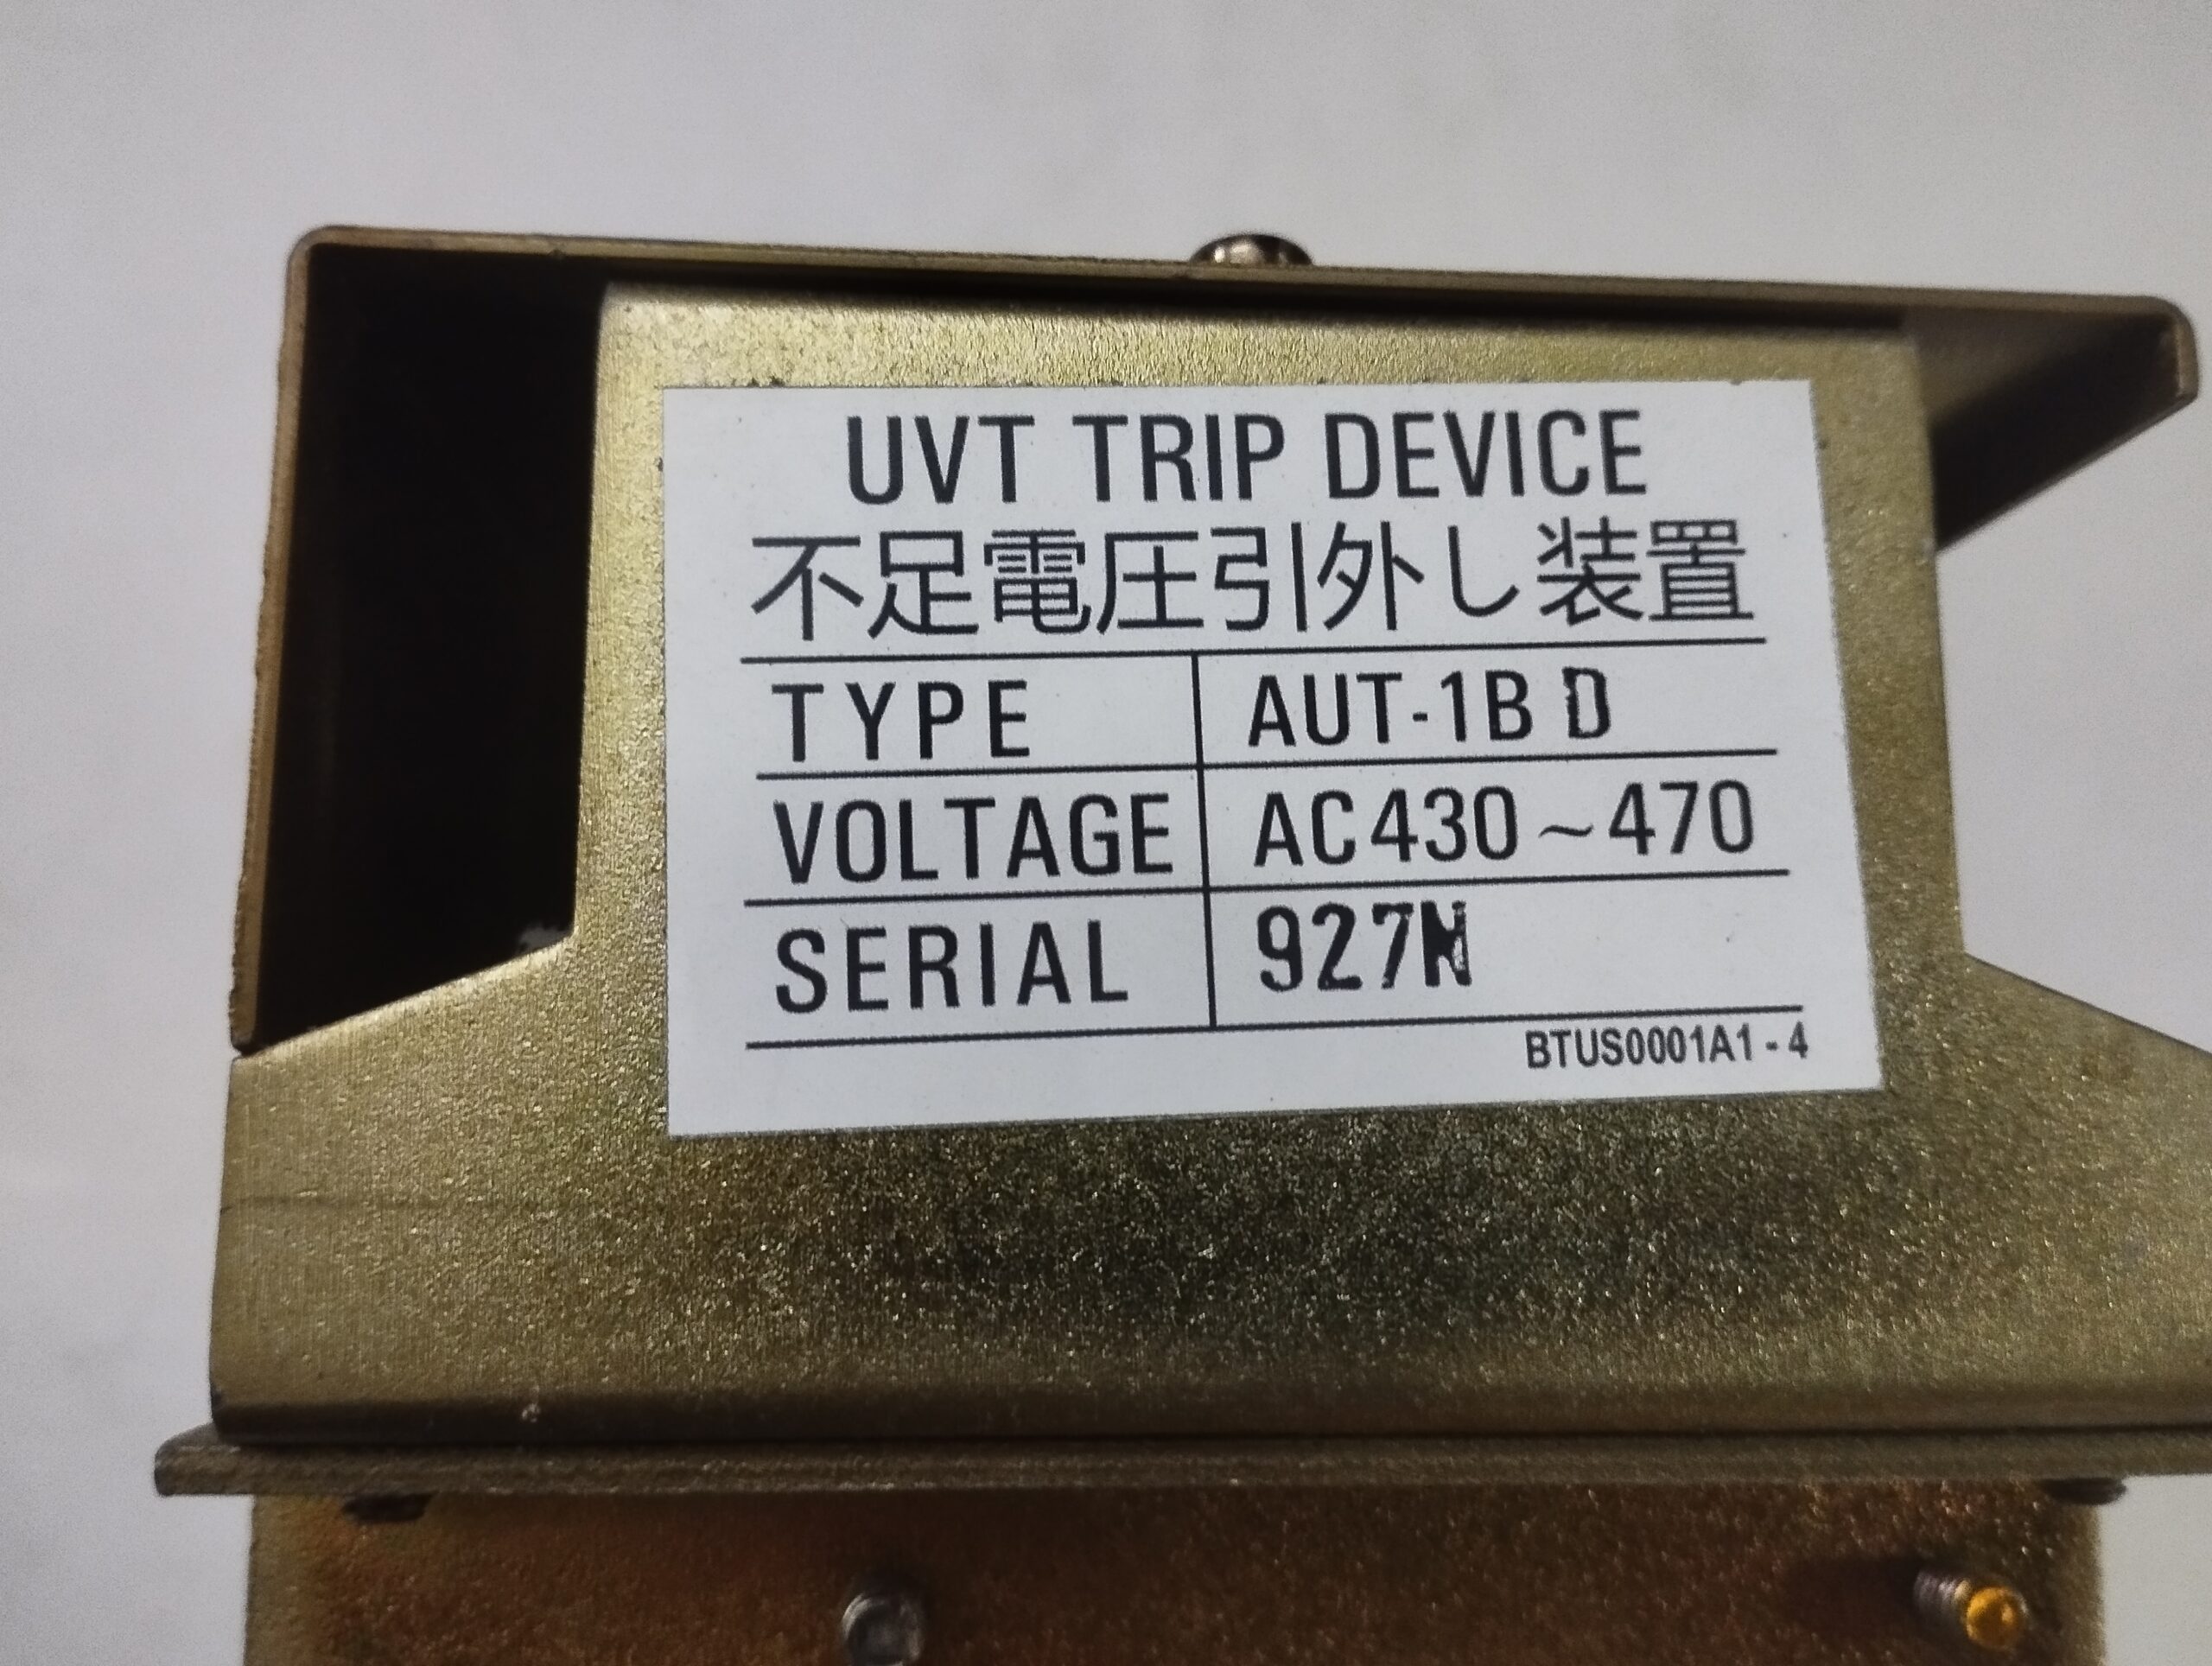 UVT TRIP DEVICE
不足電圧引外し装置
TYPE AUT-1B D
VOLTAGE AC430~470
SERIAL 927N
BTUS0001A1-4